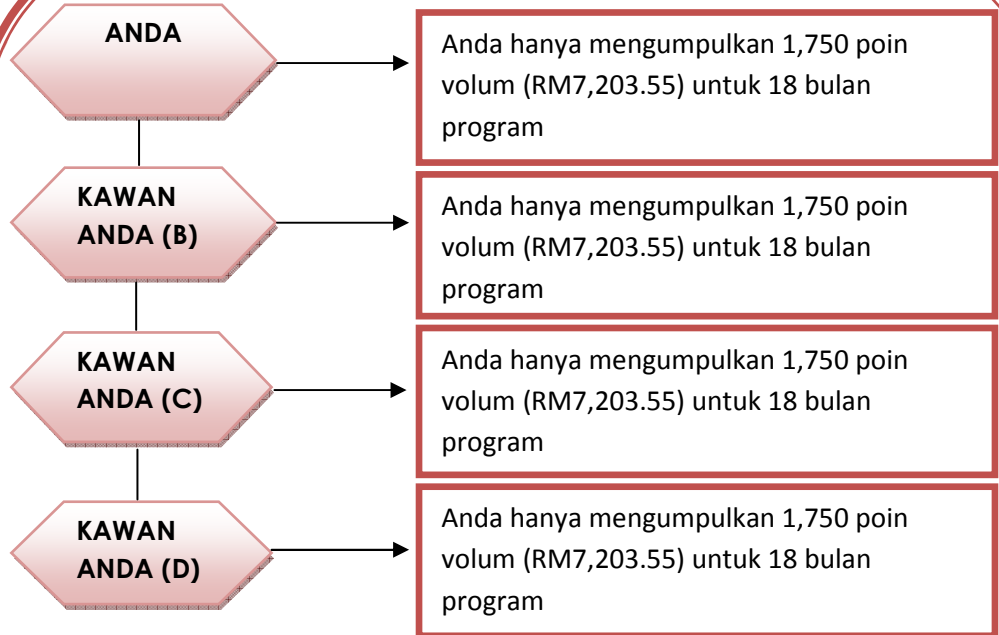 ANDA
Anda hanya mengumpulkan 1,750 poin
volum (RM7,203.55) untuk 18 bulan
program
KAWAN
ANDA (B)
Anda hanya mengumpulkan 1,750 poin
volum (RM7,203.55) untuk 18 bulan
program
KAWAN
ANDA (C)
Anda hanya mengumpulkan 1,750 poin
volum (RM7,203.55) untuk 18 bulan
program
KAWAN
ANDA (D)
Anda hanya mengumpulkan 1,750 poin
volum (RM7,203.55) untuk 18 bulan
program